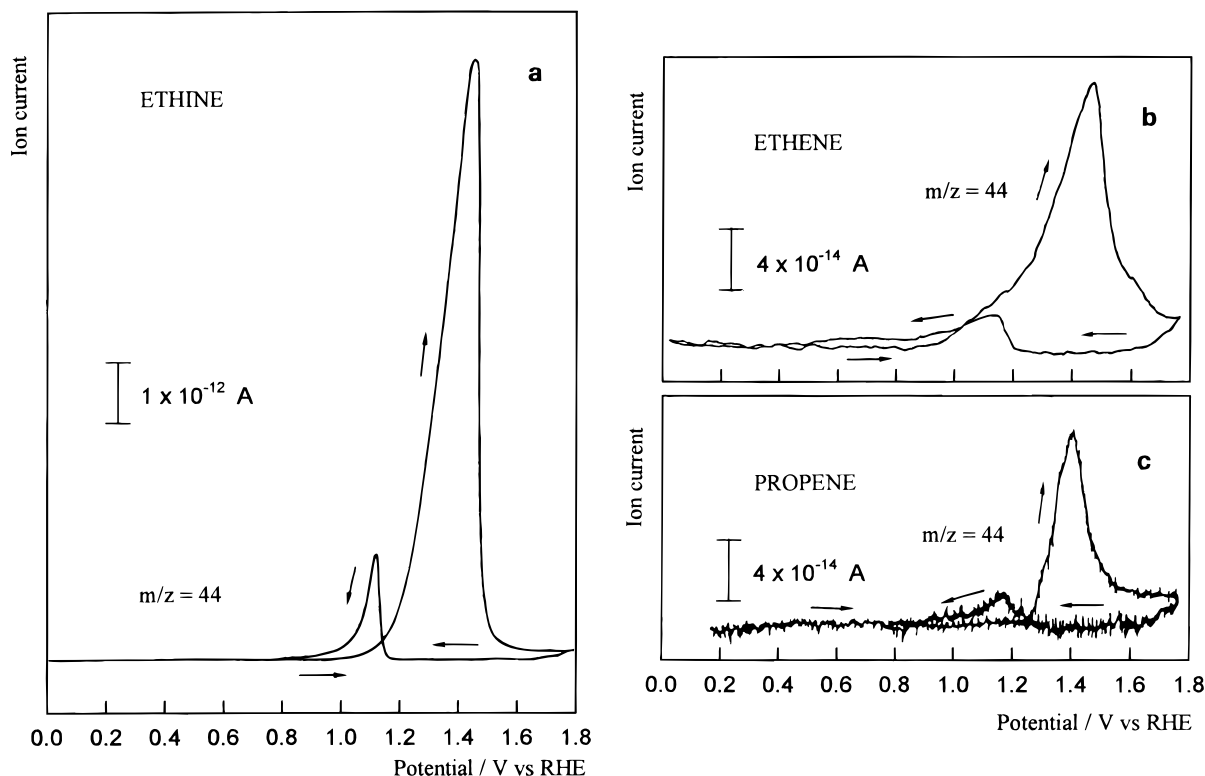 Ion current
a
ETHINE
1 x 10⁻¹² A
m/z = 44
0.0 0.2 0.4 0.6 0.8 1.0 1.2 1.4 1.6 1.8
Potential / V vs RHE
Ion current
b
ETHENE
m/z = 44
4 x 10⁻¹⁴ A
Ion current
c
PROPENE
m/z = 44
4 x 10⁻¹⁴ A
0.0 0.2 0.4 0.6 0.8 1.0 1.2 1.4 1.6 1.8
Potential / V vs RHE